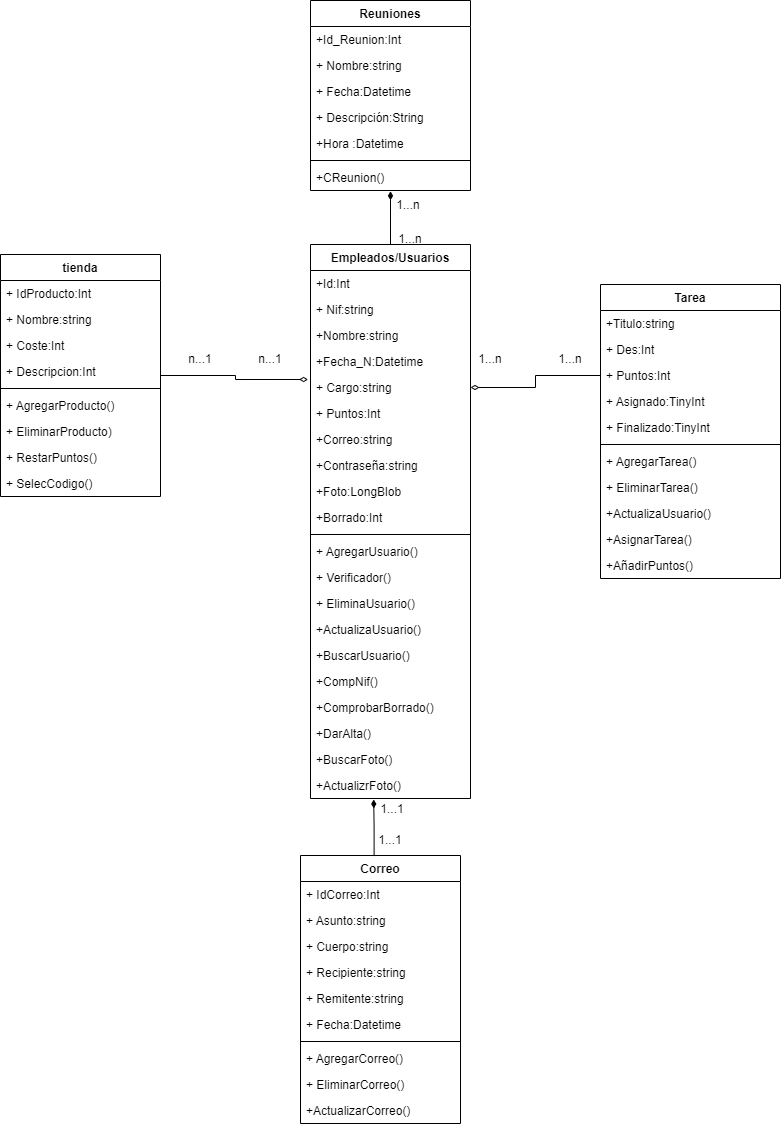 Reuniones
+Id_Reunion:Int
+ Nombre:string
+ Fecha:Datetime
+ Descripción:String
+Hora :Datetime
+CReunion()
1...n
1...n
Empleados/Usuarios
+Id:Int
+ Nif:string
+Nombre:string
+Fecha_N:Datetime
+ Cargo:string
+ Puntos:Int
+Correo:string
+Contraseña:string
+Foto:LongBlob
+Borrado:Int
+ AgregarUsuario()
+ Verificador()
+ EliminaUsuario()
+ActualizaUsuario()
+BuscarUsuario()
+CompNif()
+ComprobarBorrado()
+DarAlta()
+BuscarFoto()
+ActualizrFoto()
tienda
+ IdProducto:Int
+ Nombre:string
+ Coste:Int
+ Descripcion:Int
+ AgregarProducto()
+ EliminarProducto)
+ RestarPuntos()
+ SelecCodigo()
n...1
n...1
1...n
1...n
Tarea
+Titulo:string
+ Des:Int
+ Puntos:Int
+ Asignado:TinyInt
+ Finalizado:TinyInt
+ AgregarTarea()
+ EliminarTarea()
+ActualizaUsuario()
+AsignarTarea()
+AñadirPuntos()
1...1
1...1
Correo
+ IdCorreo:Int
+ Asunto:string
+ Cuerpo:string
+ Recipiente:string
+ Remitente:string
+ Fecha:Datetime
+ AgregarCorreo()
+ EliminarCorreo()
+ActualizarCorreo()